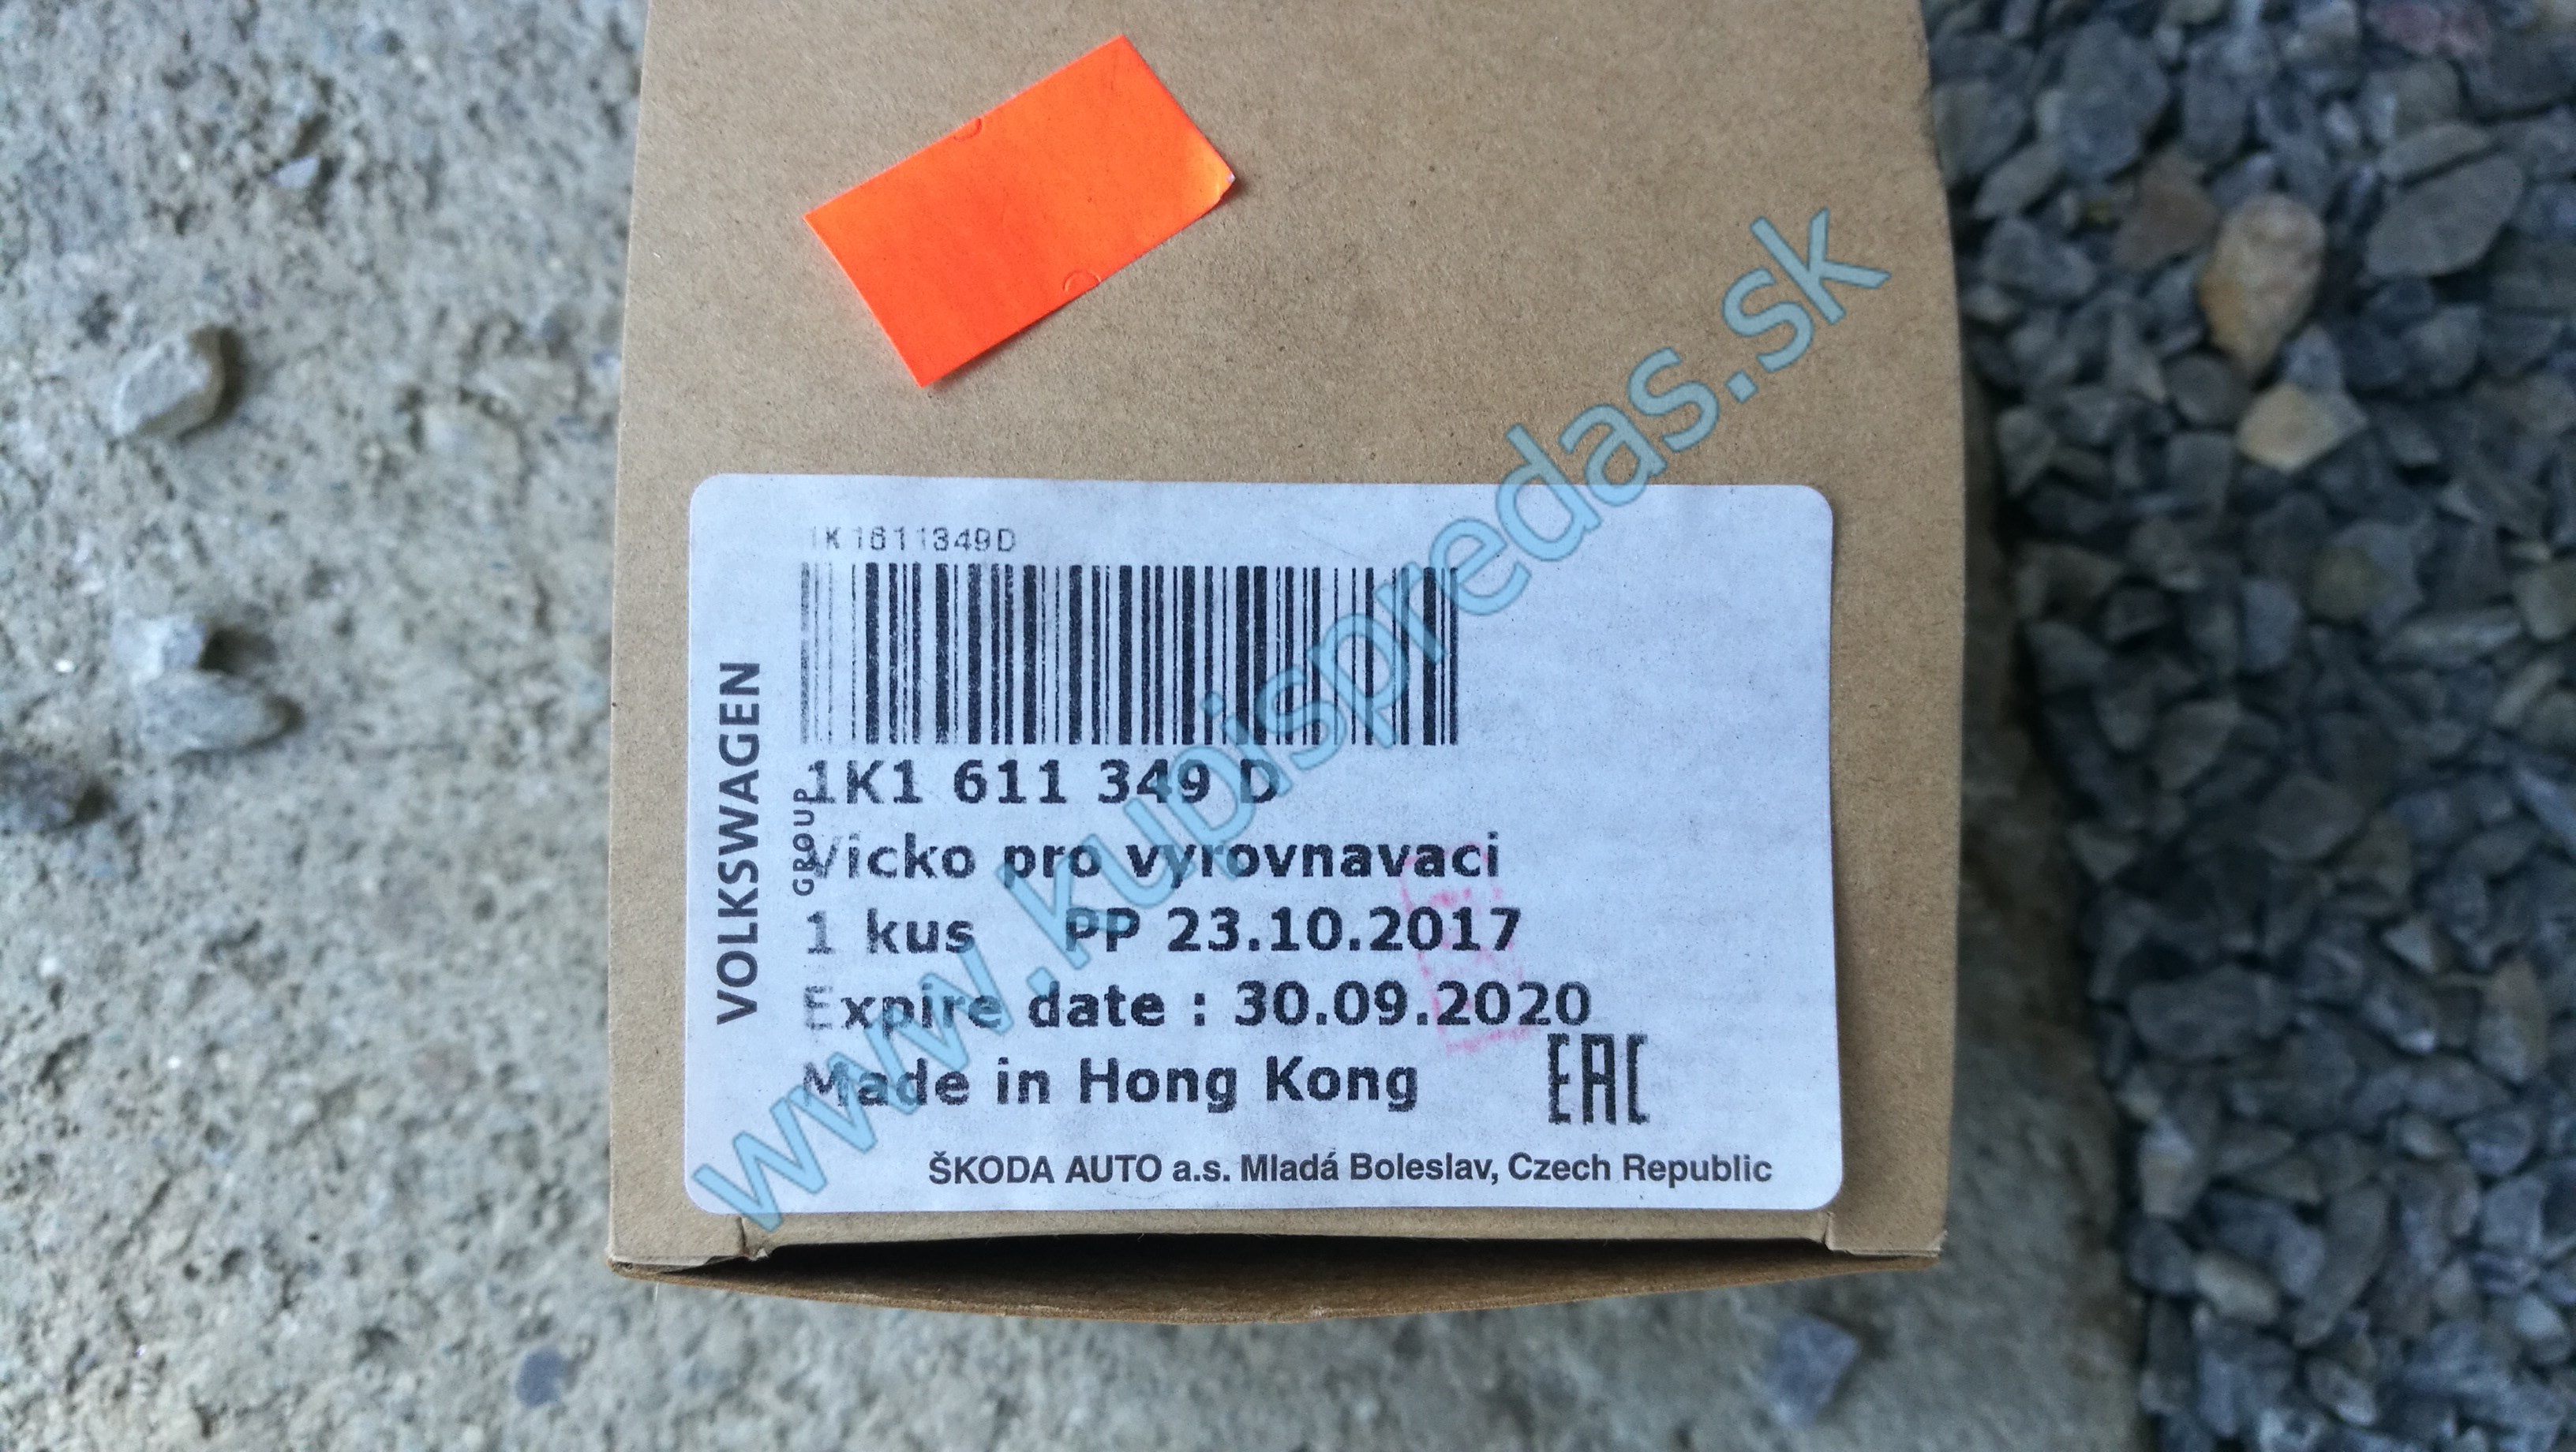 1K1611349D
VOLKSWAGEN
GROUP
1K1 611 349 D
Vicko pro vyrovnavaci
1 kus PP 23.10.2017
Expire date : 30.09.2020
Made in Hong Kong
EAC
ŠKODA AUTO a.s. Mladá Boleslav, Czech Republic
www.kupispredas.sk